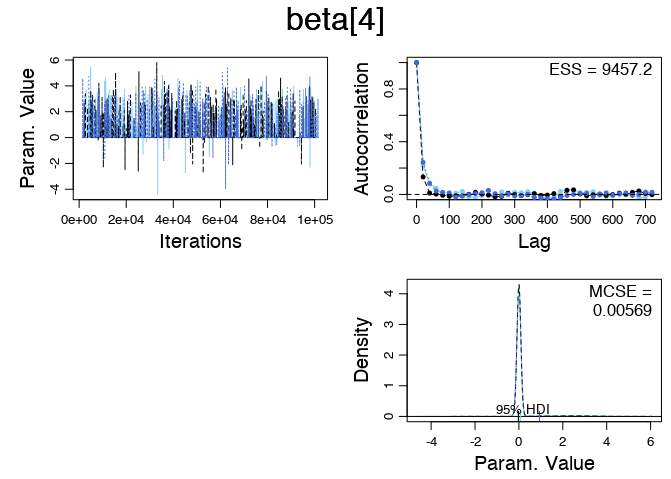 beta[4]
Param. Value
6
4
2
0
-2
-4
0e+00 2e+04 4e+04 6e+04 8e+04 1e+05
Iterations
Autocorrelation
0.8
0.4
0.0
ESS = 9457.2
0 100 200 300 400 500 600 700
Lag
Density
4
3
2
1
0
MCSE =
0.00569
95% HDI
-4 -2 0 2 4 6
Param. Value